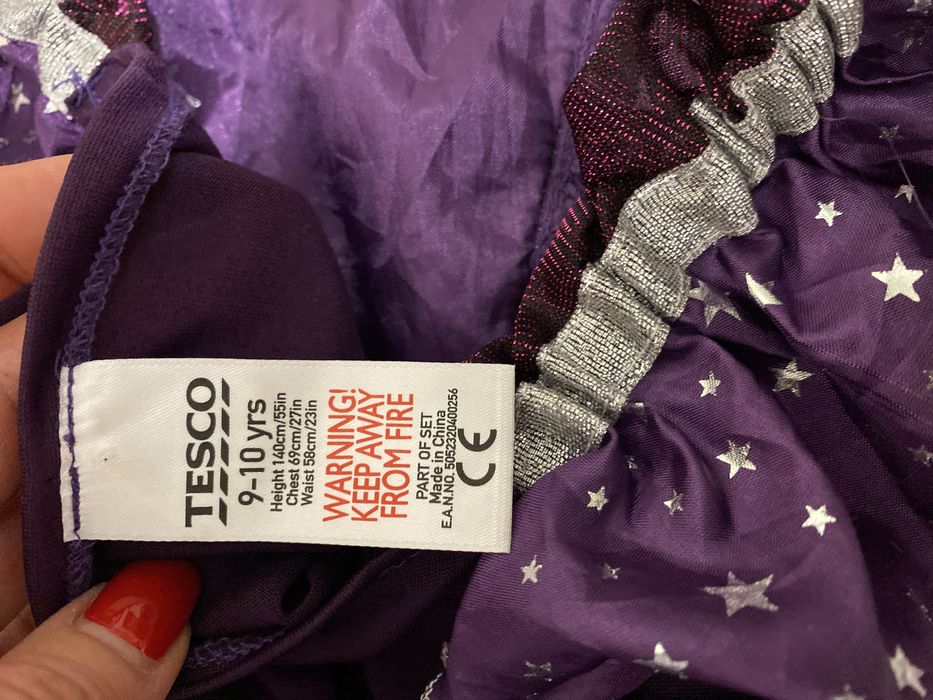 TESCO
9-10 yrs
Height 140cm/55in
Chest 69cm/27in
Waist 58cm/23in
WARNING!
KEEP AWAY
FROM FIRE
PART OF SET
Made in China
E.A.N.NO. 5052320400256
CE